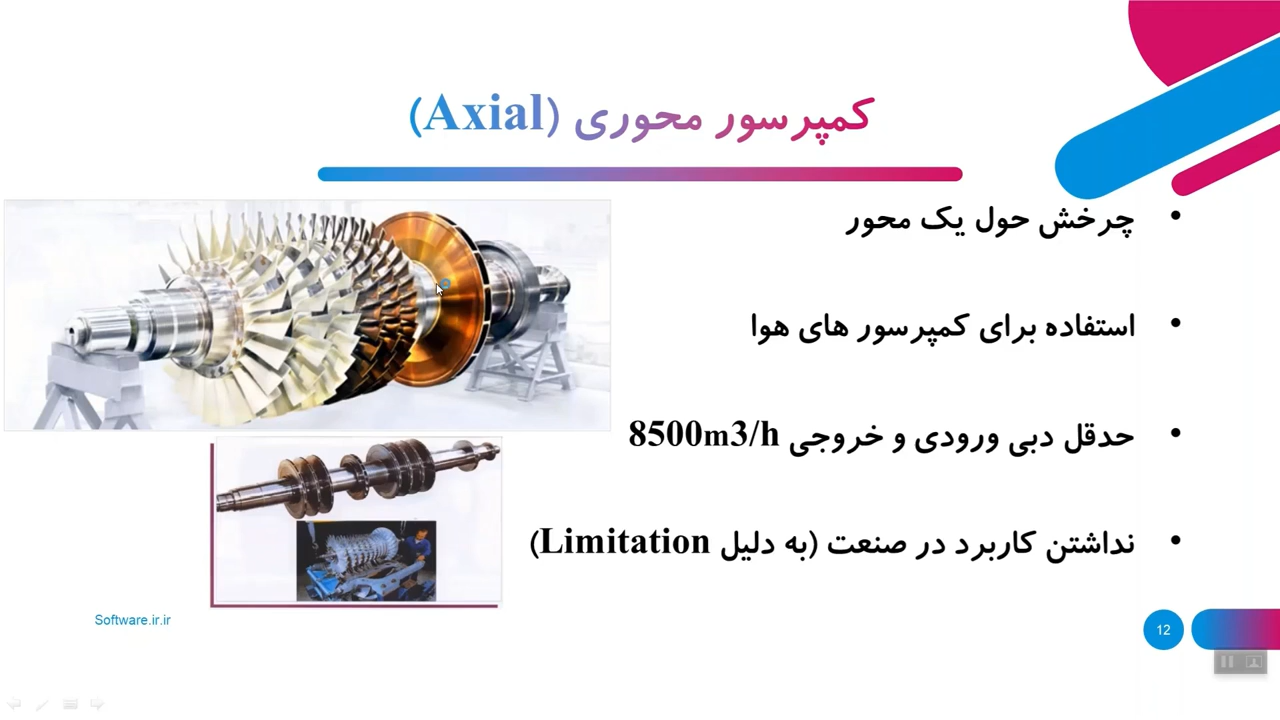 کمپرسور محوری (Axial)
• چرخش حول یک محور
• استفاده برای کمپرسور های هوا
• حدقل دبی ورودی و خروجی 8500m3/h
• نداشتن کاربرد در صنعت (به دلیل Limitation)
Software.ir.ir
12